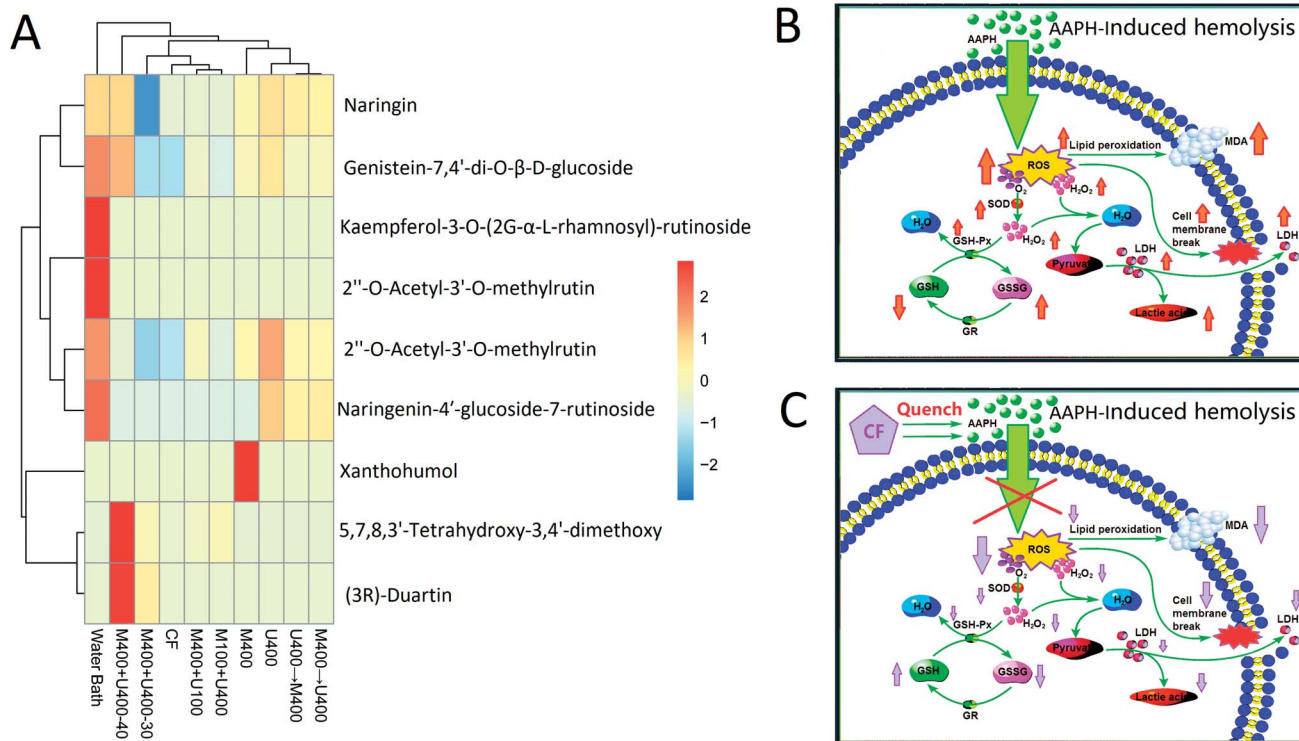 A
Naringin
Genistein-7,4'-di-O-β-D-glucoside
Kaempferol-3-O-(2G-α-L-rhamnosyl)-rutinoside
2''-O-Acetyl-3'-O-methylrutin
2''-O-Acetyl-3'-O-methylrutin
Naringenin-4'-glucoside-7-rutinoside
Xanthohumol
5,7,8,3'-Tetrahydroxy-3,4'-dimethoxy
(3R)-Duartin
2
1
0
−1
−2
Water Bath
M400+U400-40
M400+U400-30
CF
M400+U100
M100+U400
M400
U400
U400→M400
M400→U400
B
AAPH-Induced hemolysis
AAPH
Lipid peroxidation
MDA
ROS
O₂
H₂O₂
SOD
H₂O
GSH-Px
H₂O₂
H₂O
Cell
membrane
break
LDH
LDH
Pyruvat
GSH
GSSG
Lactie acid
GR
C
AAPH-Induced hemolysis
Quench
CF
AAPH
Lipid peroxidation
MDA
ROS
O₂
H₂O₂
SOD
H₂O
GSH-Px
H₂O₂
H₂O
Cell
membrane
break
LDH
LDH
Pyruvat
GSH
GSSG
Lactie acid
GR